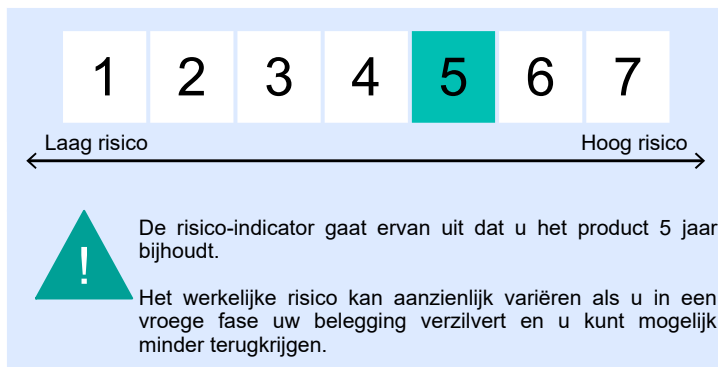 1 2 3 4 5 6 7
Laag risico Hoog risico
!
De risico-indicator gaat ervan uit dat u het product 5 jaar
bijhoudt.
Het werkelijke risico kan aanzienlijk variëren als u in een
vroege fase uw belegging verzilvert en u kunt mogelijk
minder terugkrijgen.